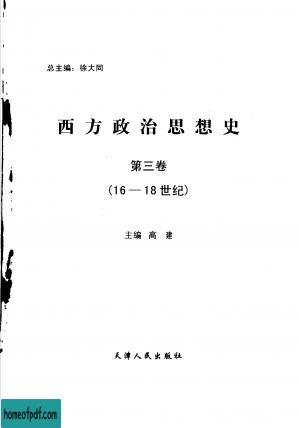 总主编：徐大同
西方政治思想史
第三卷
(16—18世纪)
主编 高 建
天津人民出版社
homeofpdf.com